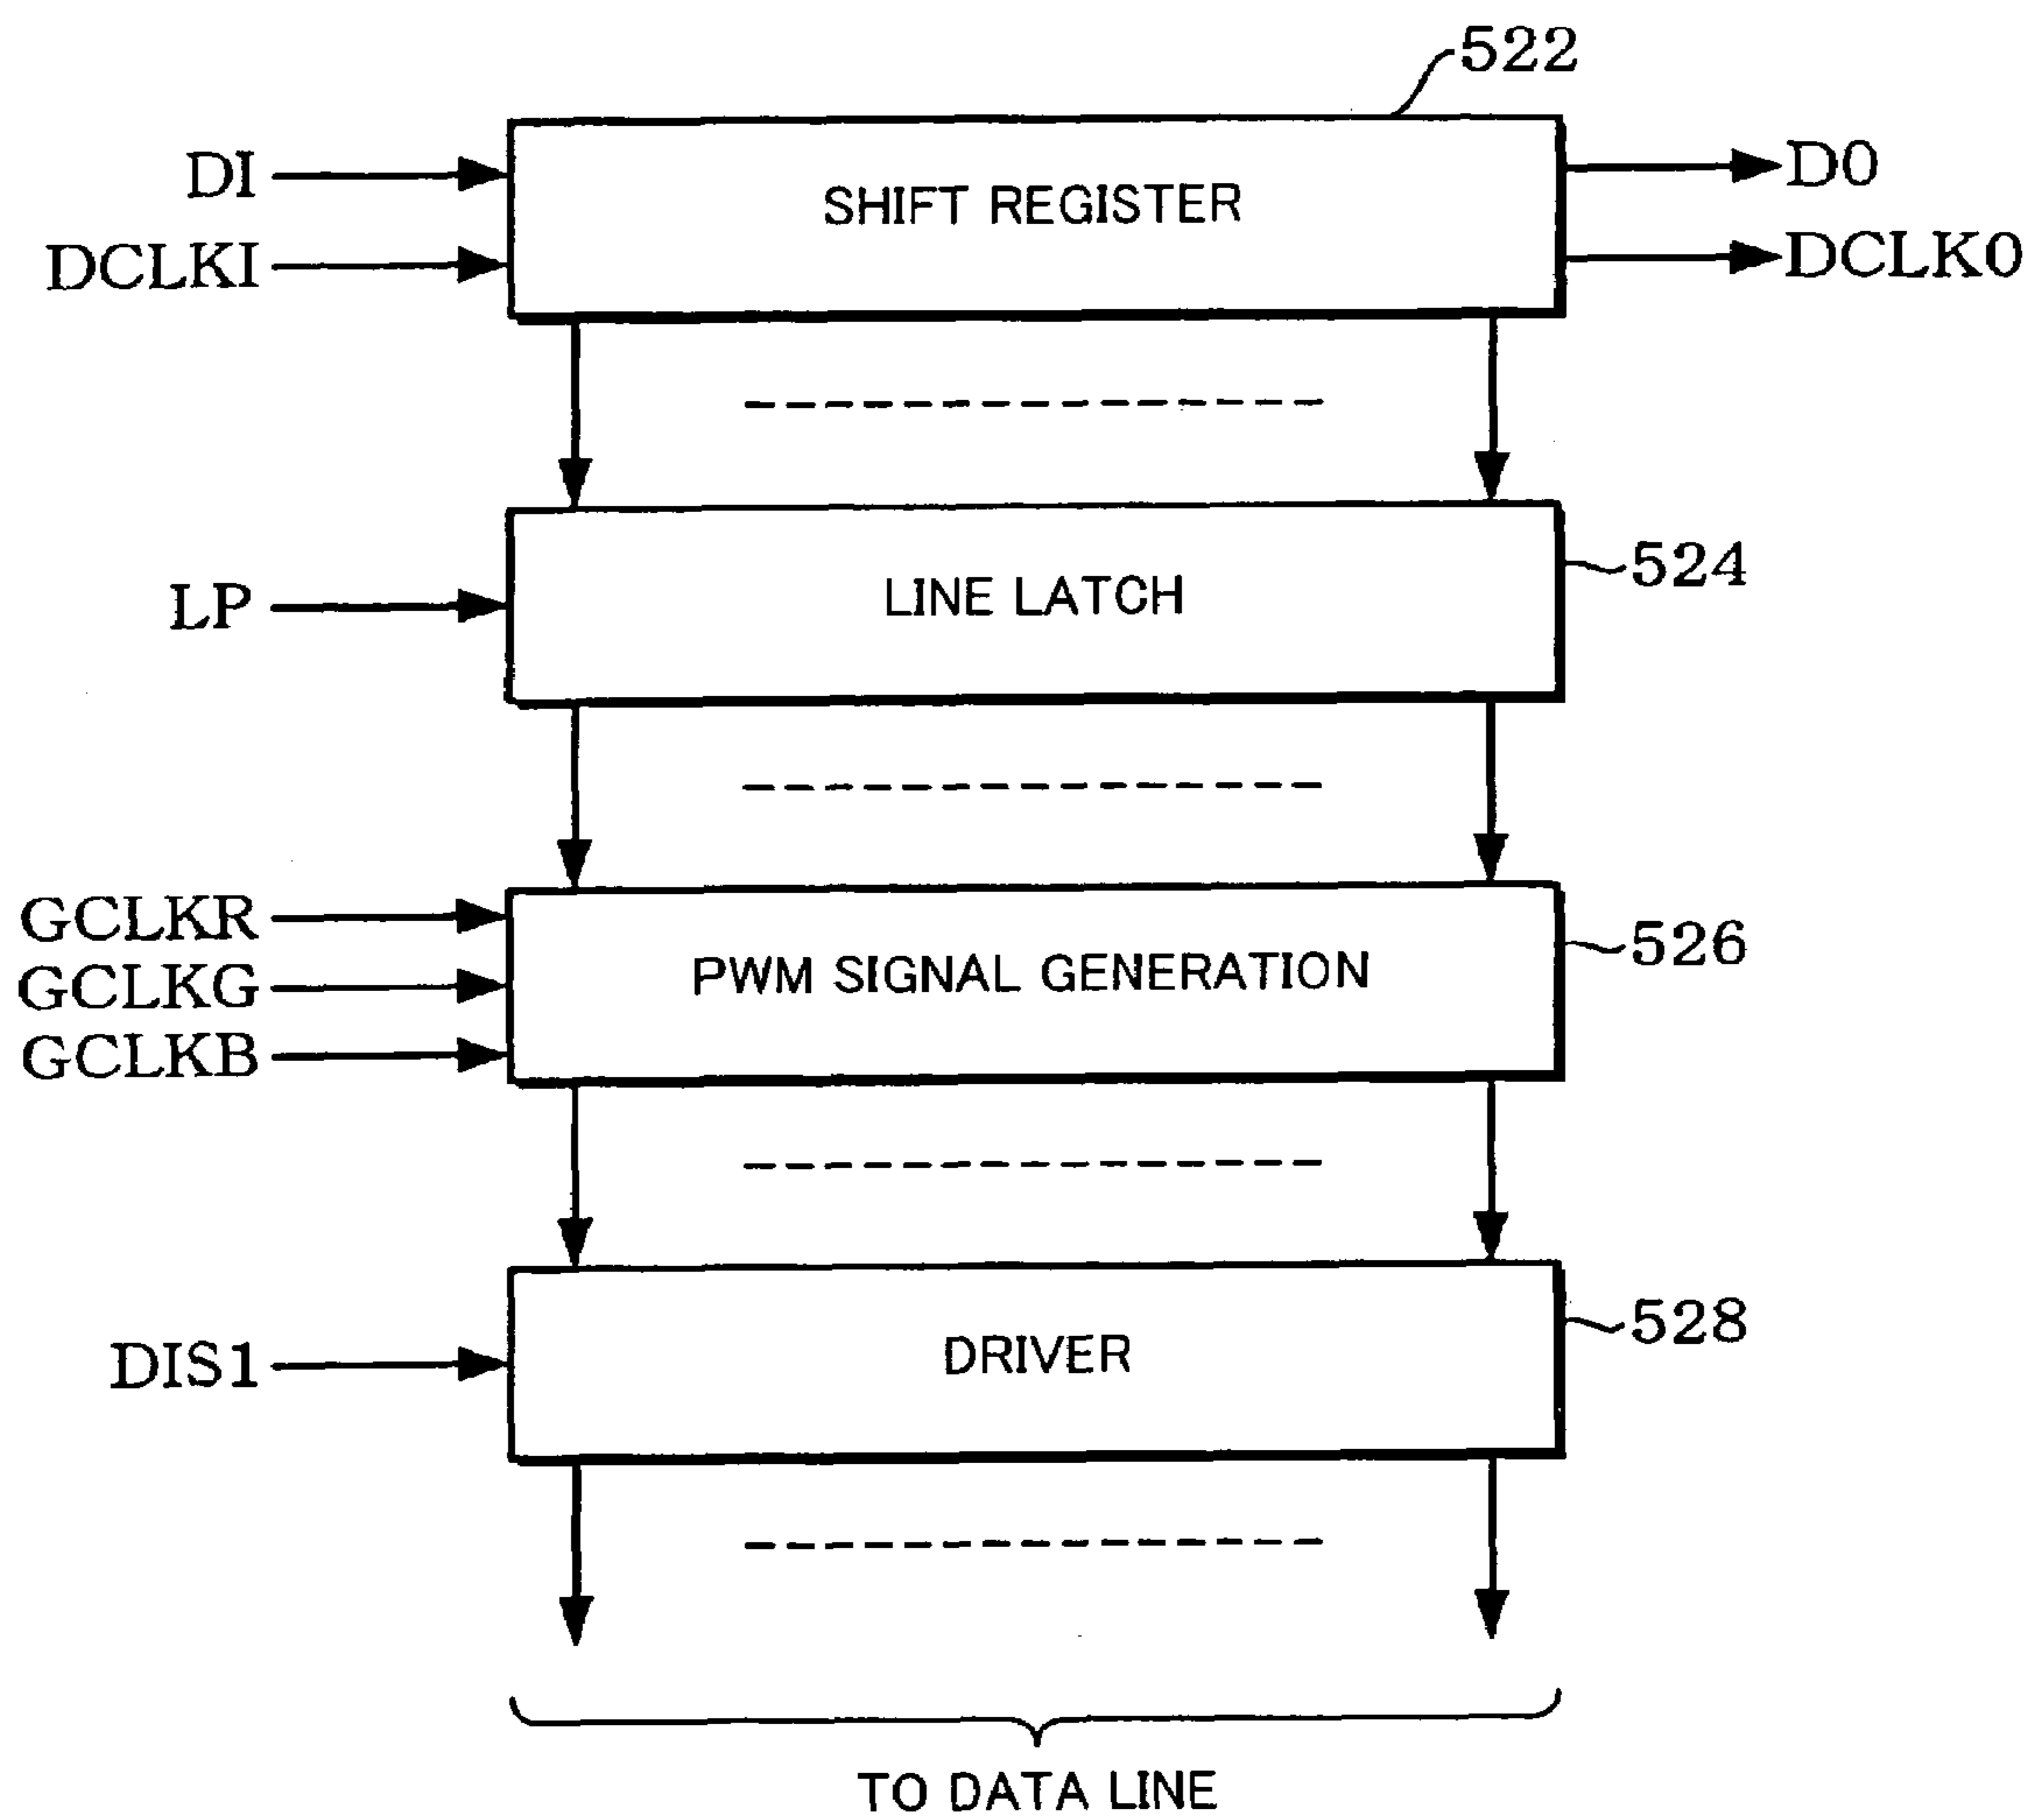 522
DI
SHIFT REGISTER
D0
DCLKI
DCLK0
LP
LINE LATCH
524
GCLKR
GCLKG
GCLKB
PWM SIGNAL GENERATION
526
DIS1
DRIVER
528
TO DATA LINE